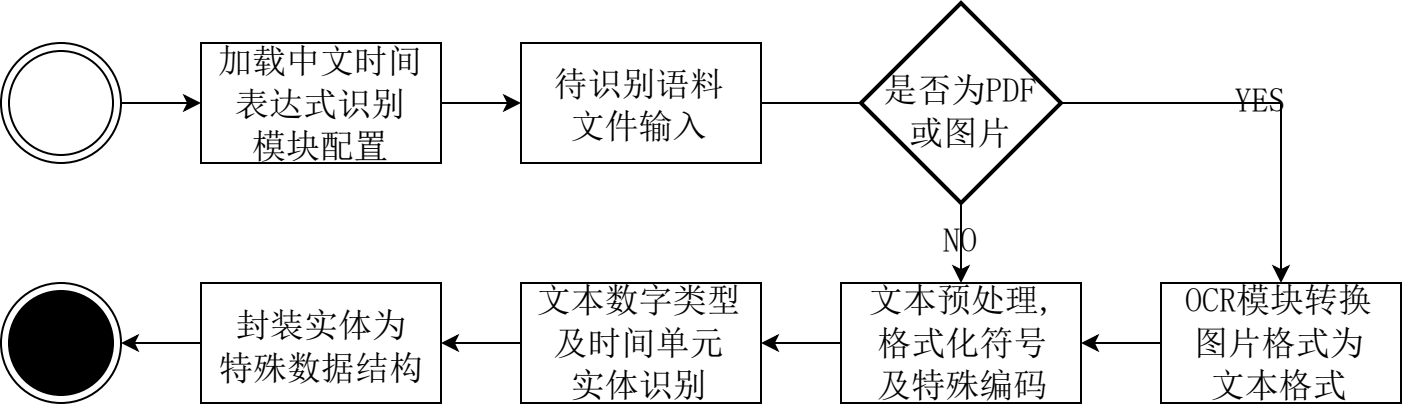 加载中文时间
表达式识别
模块配置
待识别语料
文件输入
是否为PDF
或图片
YES
NO
文本数字类型
及时间单元
实体识别
文本预处理,
格式化符号
及特殊编码
OCR模块转换
图片格式为
文本格式
封装实体为
特殊数据结构